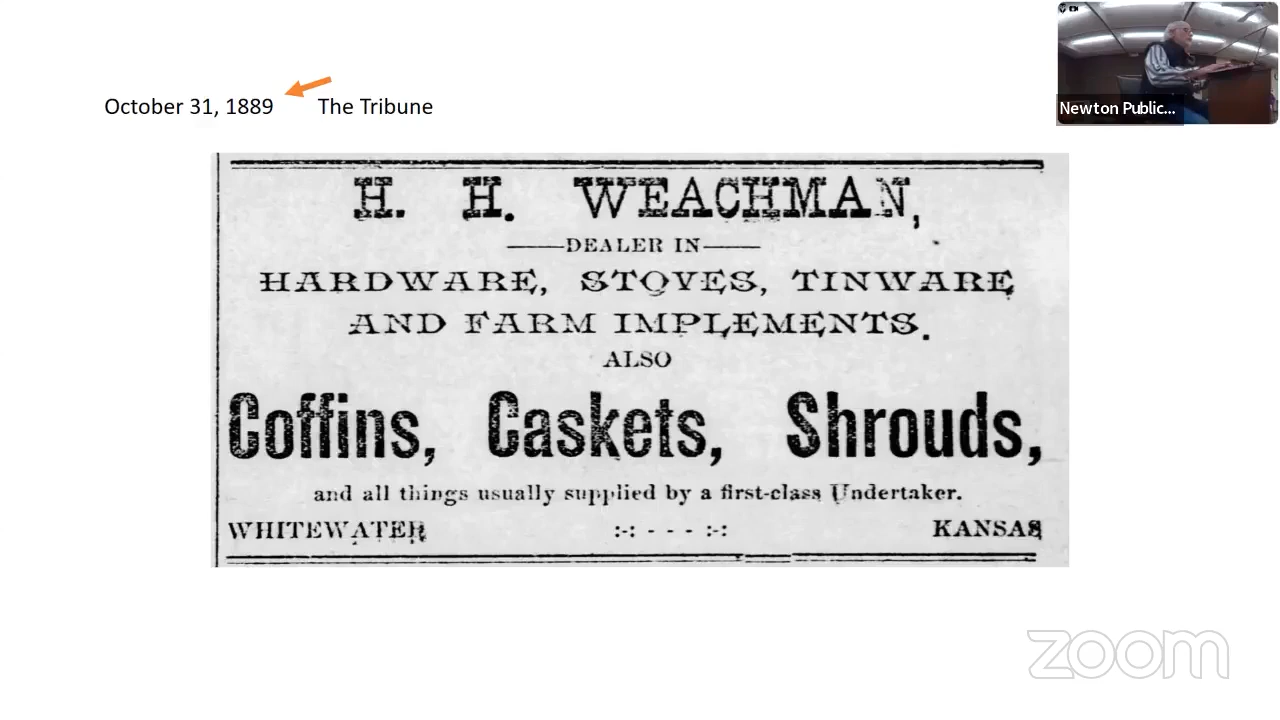 Newton Public...
October 31, 1889 The Tribune
H. H. WEACHMAN,
DEALER IN
HARDWARE, STOVES, TINWARE
AND FARM IMPLEMENTS.
ALSO
Coffins, Caskets, Shrouds,
and all things usually supplied by a first-class Undertaker.
WHITEWATER :-: - - - :-: KANSAS
zoom